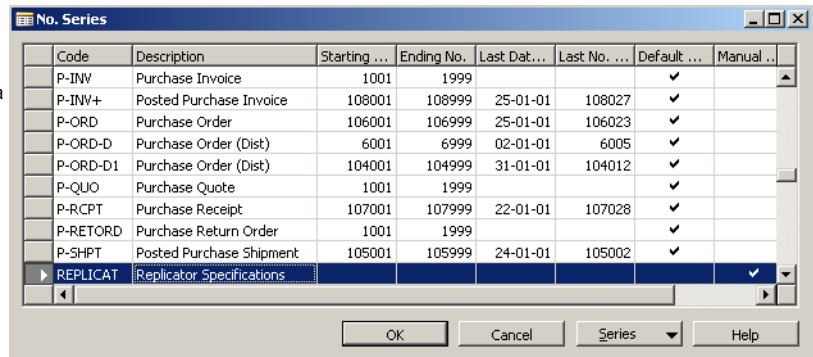 No. Series
Code Description Starting ... Ending No. Last Dat... Last No. ... Default ... Manual ..
P-INV Purchase Invoice 1001 1999
a
P-INV+ Posted Purchase Invoice 108001 108999 25-01-01 108027
P-ORD Purchase Order 106001 106999 25-01-01 106023
P-ORD-D Purchase Order (Dist) 6001 6999 02-01-01 6005
P-ORD-D1 Purchase Order (Dist) 104001 104999 31-01-01 104012
P-QUO Purchase Quote 1001 1999
P-RCPT Purchase Receipt 107001 107999 22-01-01 107028
P-RETORD Purchase Return Order 1001 1999
P-SHPT Posted Purchase Shipment 105001 105999 24-01-01 105002
REPLICAT Replicator Specifications
OK Cancel Series Help